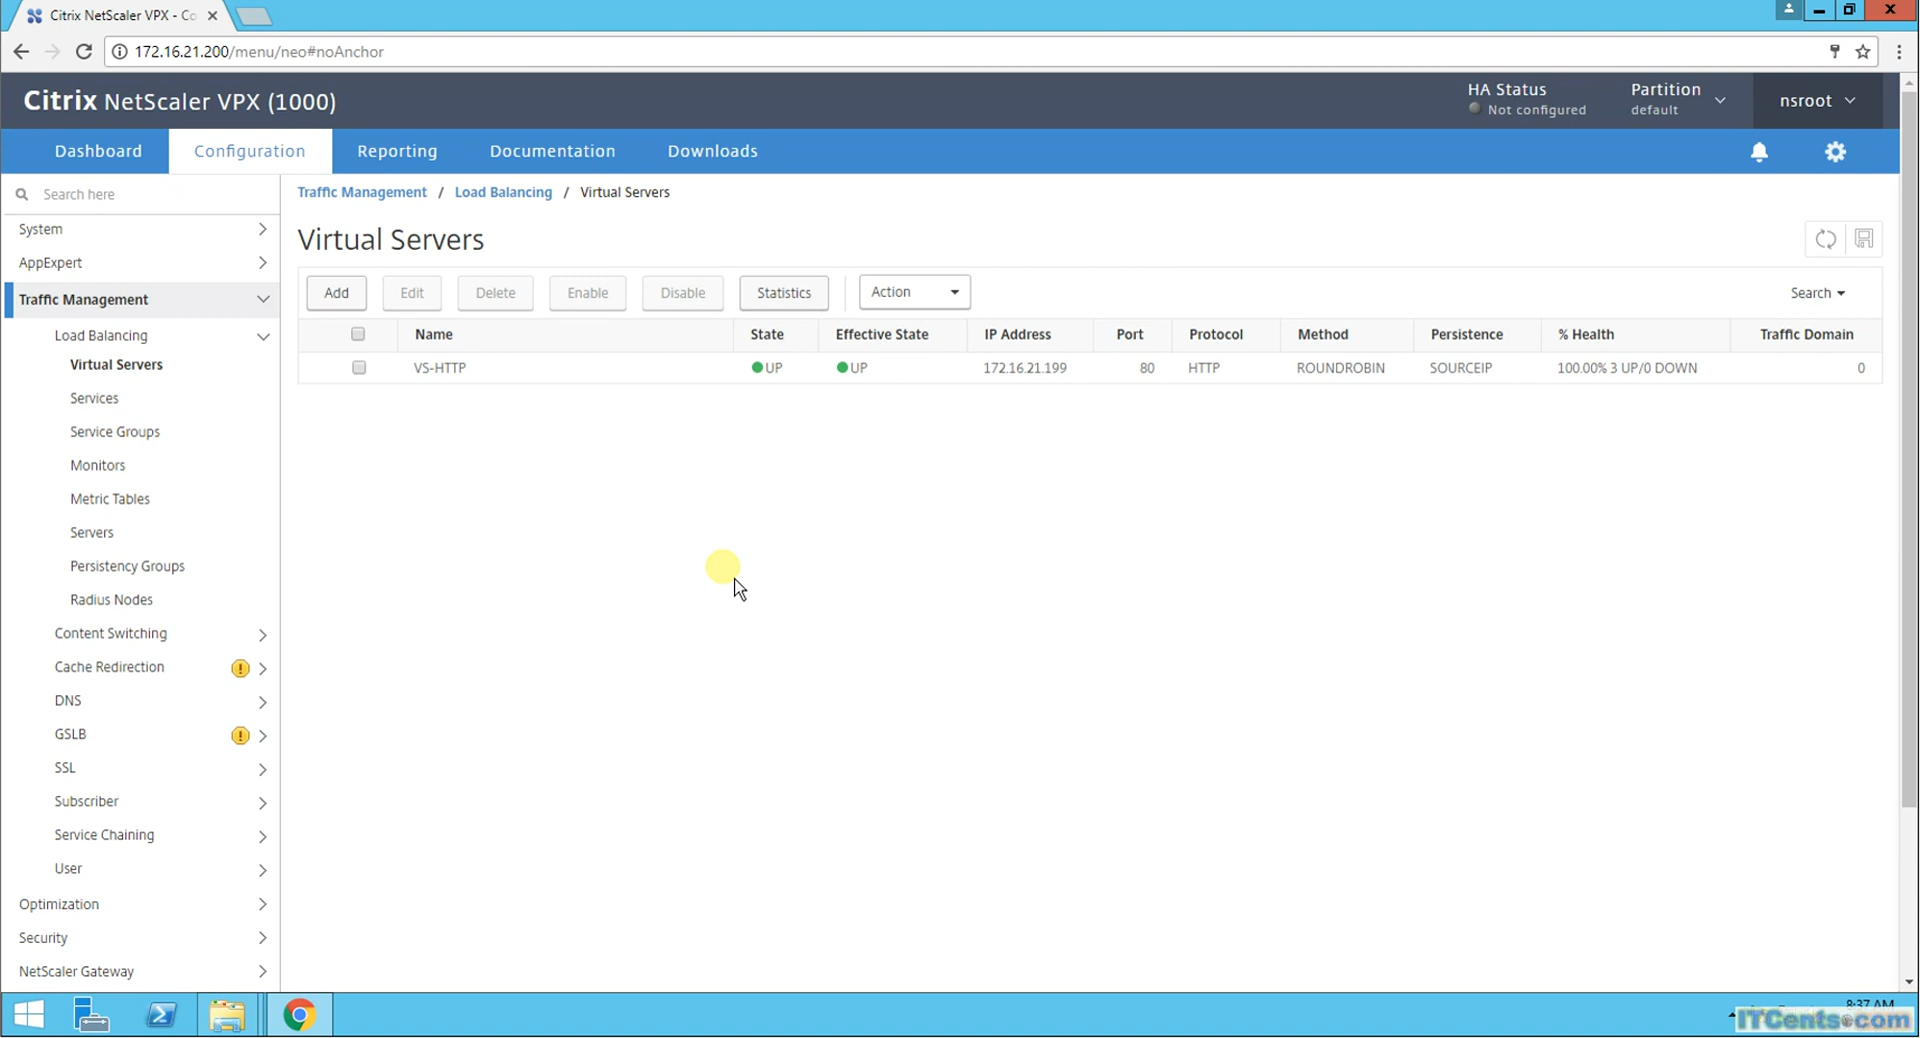 Citrix NetScaler VPX - Co
172.16.21.200/menu/neo#noAnchor
Citrix NetScaler VPX (1000)
HA Status
Not configured
Partition
default
nsroot
Dashboard Configuration Reporting Documentation Downloads
Search here
Traffic Management / Load Balancing / Virtual Servers
System
AppExpert
Traffic Management
Load Balancing
Virtual Servers
Services
Service Groups
Monitors
Metric Tables
Servers
Persistency Groups
Radius Nodes
Content Switching
Cache Redirection
DNS
GSLB
SSL
Subscriber
Service Chaining
User
Optimization
Security
NetScaler Gateway
Virtual Servers
Add Edit Delete Enable Disable Statistics Action Search
Name State Effective State IP Address Port Protocol Method Persistence % Health Traffic Domain
VS-HTTP UP UP 172.16.21.199 80 HTTP ROUNDROBIN SOURCEIP 100.00% 3 UP/0 DOWN 0
8:37 AM
ITCents.com